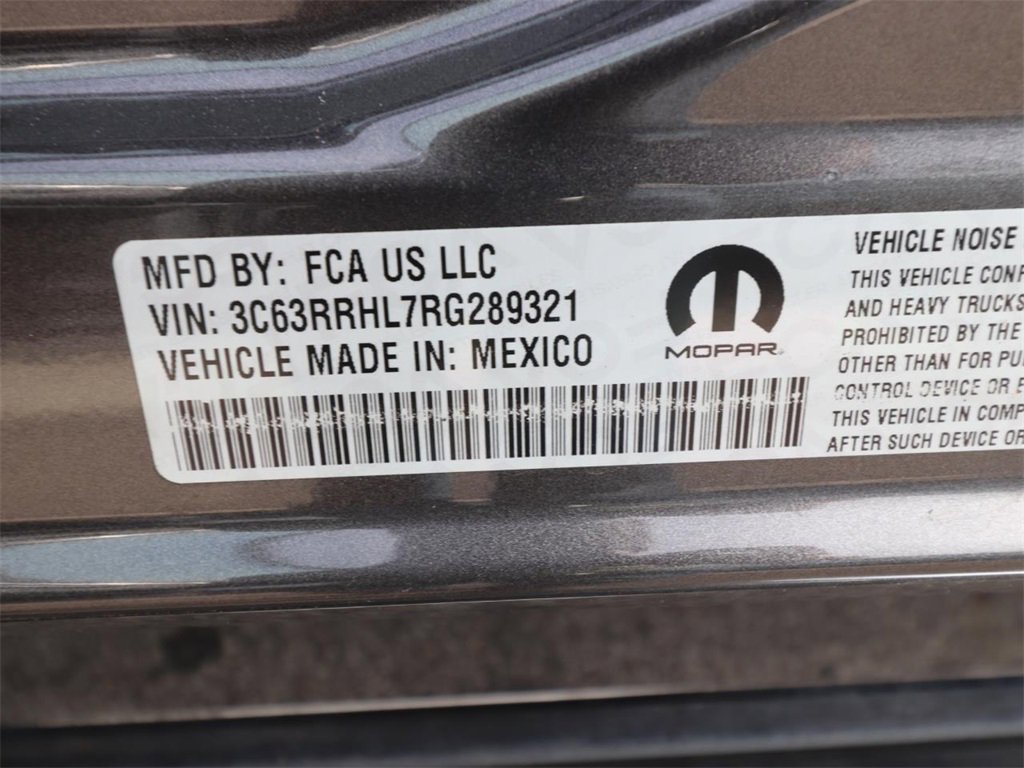 MFD BY: FCA US LLC
VIN: 3C63RRHL7RG289321
VEHICLE MADE IN: MEXICO
MOPAR
VEHICLE NOISE
THIS VEHICLE CONF
AND HEAVY TRUCKS
PROHIBITED BY THE
OTHER THAN FOR PU
CONTROL DEVICE OR E
THIS VEHICLE IN COMP
AFTER SUCH DEVICE OR